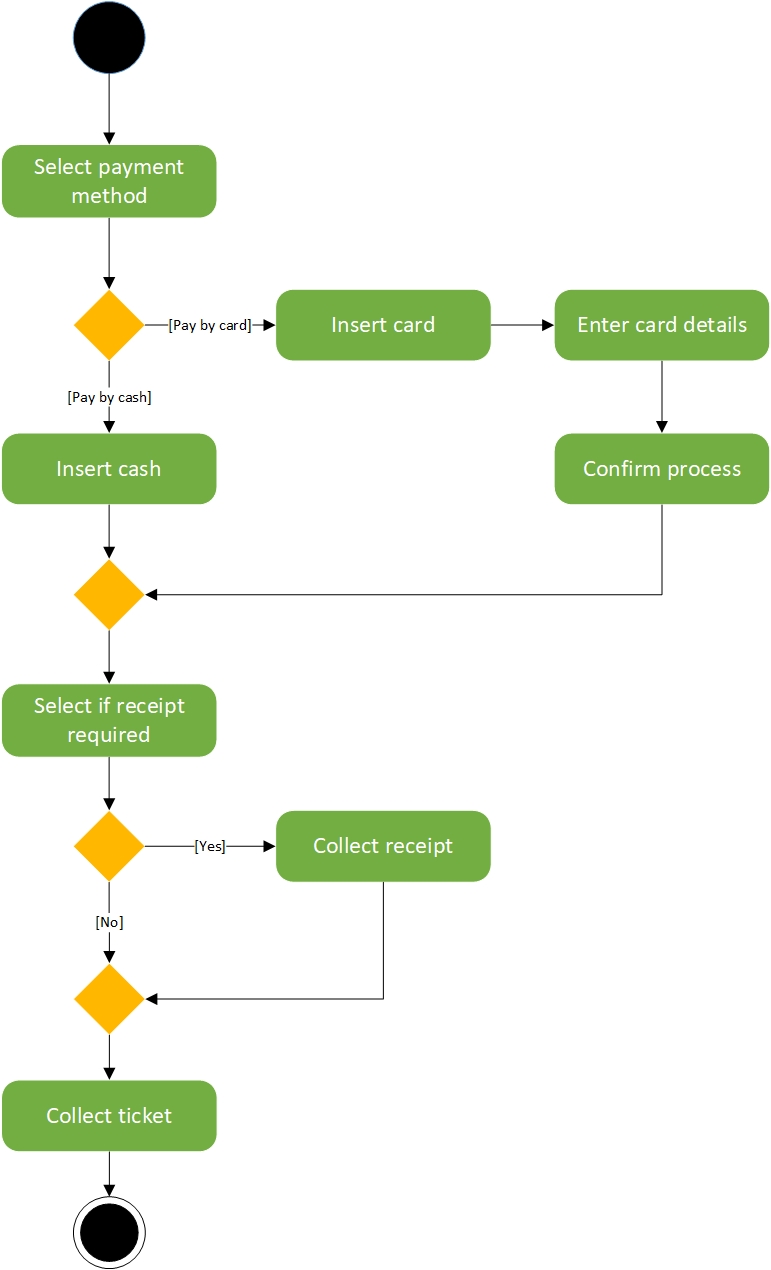 Select payment
method
[Pay by card]
Insert card
Enter card details
[Pay by cash]
Insert cash
Confirm process
Select if receipt
required
[Yes]
Collect receipt
[No]
Collect ticket